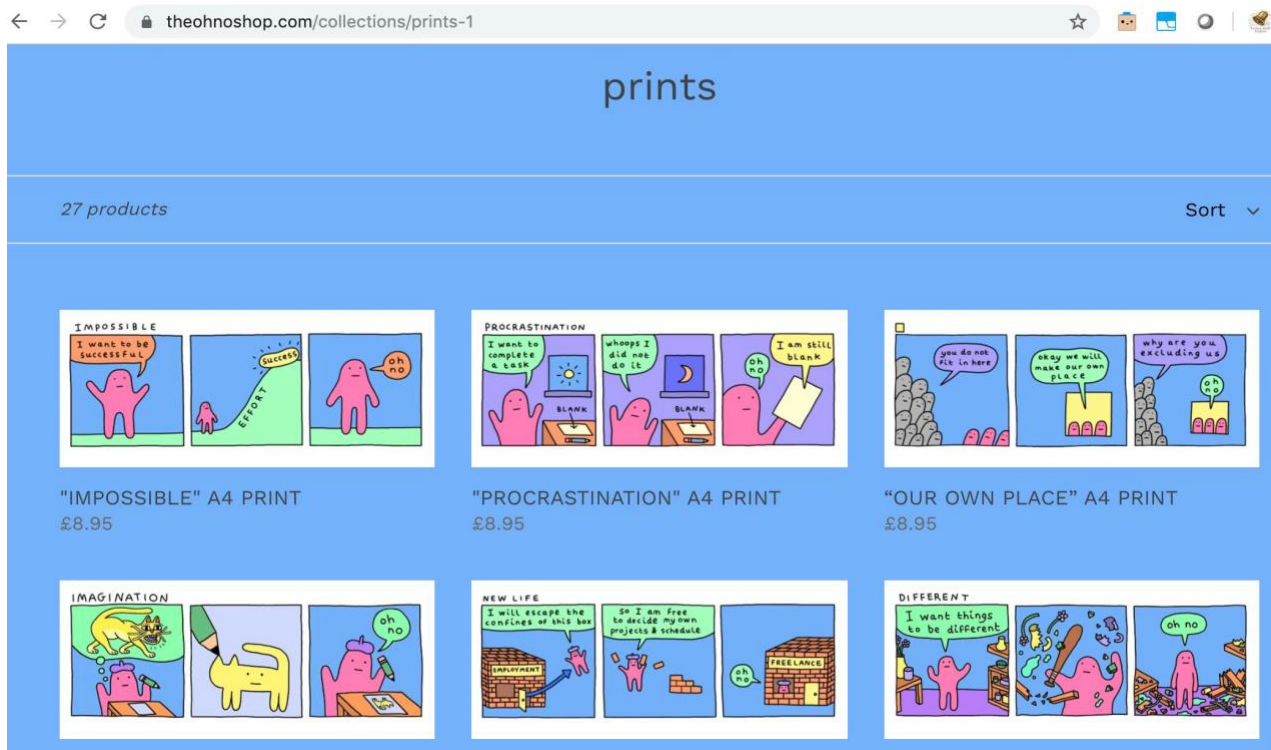 theohnoshop.com/collections/prints-1
prints
27 products
Sort
IMPOSSIBLE
I want to be
successful
EFFORT
success
oh
no
PROCRASTINATION
I want to
complete
a task
BLANK
whoops I
did not
do it
BLANK
oh
no
I am still
blank
you do not
fit in here
okay we will
make our own
place
why are you
excluding us
oh
no
"IMPOSSIBLE" A4 PRINT
£8.95
"PROCRASTINATION" A4 PRINT
£8.95
“OUR OWN PLACE” A4 PRINT
£8.95
IMAGINATION
oh
no
NEW LIFE
I will escape the
confines of this box
EMPLOYMENT
So I am free
to decide my own
projects & schedule
oh
no
FREELANCE
DIFFERENT
I want things
to be different
oh no